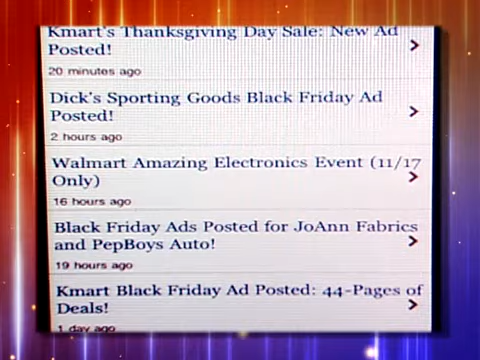 Kmart's Thanksgiving Day Sale: New Ad
Posted!
20 minutes ago
Dick's Sporting Goods Black Friday Ad
Posted!
2 hours ago
Walmart Amazing Electronics Event (11/17
Only)
16 hours ago
Black Friday Ads Posted for JoAnn Fabrics
and PepBoys Auto!
19 hours ago
Kmart Black Friday Ad Posted: 44-Pages of
Deals!
1 day ago